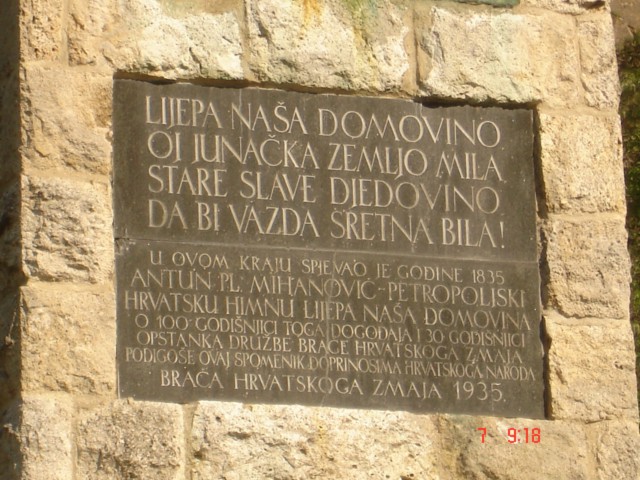 LIJEPA NAŠA DOMOVINO
OJ JUNAČKA ZEMLJO MILA
STARE SLAVE DJEDOVINO
DA BI VAZDA SRETNA BILA!
U OVOM KRAJU SPJEVAO JE GODINE 1835
ANTUN PL. MIHANOVIĆ-PETROPOLJSKI
HRVATSKU HIMNU LIJEPA NAŠA DOMOVINA
O 100-GODIŠNJICI TOGA DOGODAJA I 30 GODIŠNJICI
OPSTANKA DRUŽBE BRAĆE HRVATSKOGA ZMAJA
PODIGOŠE OVAJ SPOMENIK DOPRINOSIMA HRVATSKOGA NARODA
BRAĆA HRVATSKOGA ZMAJA 1935.
7 9:18